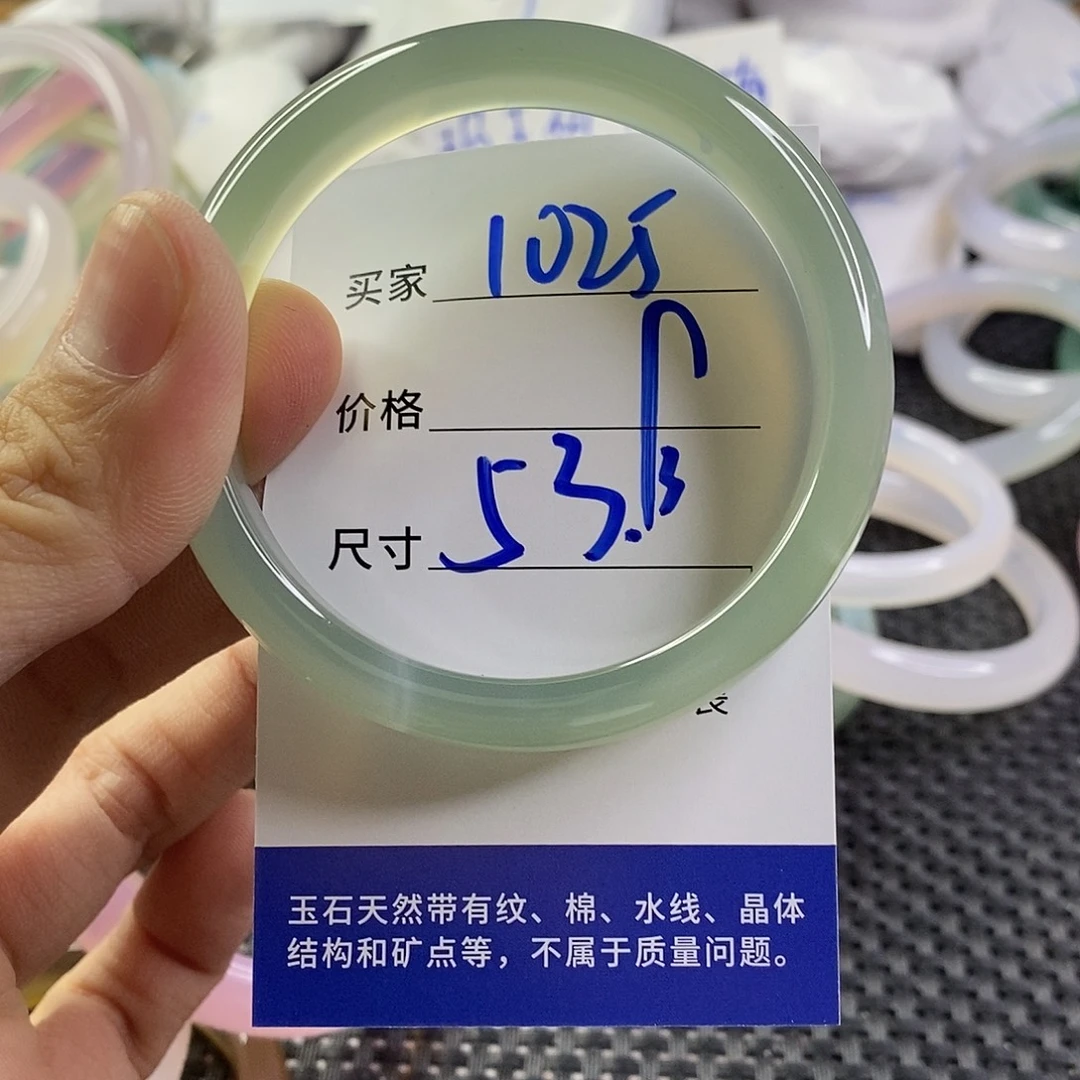 买家 1025
价格
尺寸 53.
玉石天然带有纹、棉、水线、晶体
结构和矿点等，不属于质量问题。